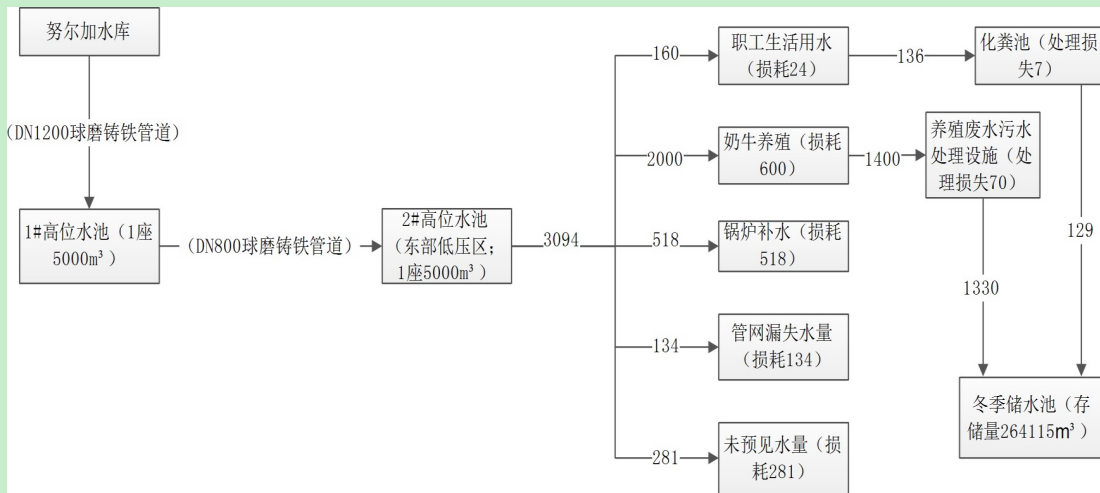 努尔加水库
（DN1200球磨铸铁管道）
1#高位水池（1座
5000m³）
（DN800球磨铸铁管道）
2#高位水池
（东部低压区；
1座5000m³）
3094
160
职工生活用水
（损耗24）
136
化粪池（处理损
失7）
2000
奶牛养殖（损耗
600）
1400
养殖废水污水
处理设施（处
理损失70）
518
锅炉补水（损耗
518）
134
管网漏失水量
（损耗134）
281
未预见水量（损
耗281）
129
1330
冬季储水池（存
储量264115m³）